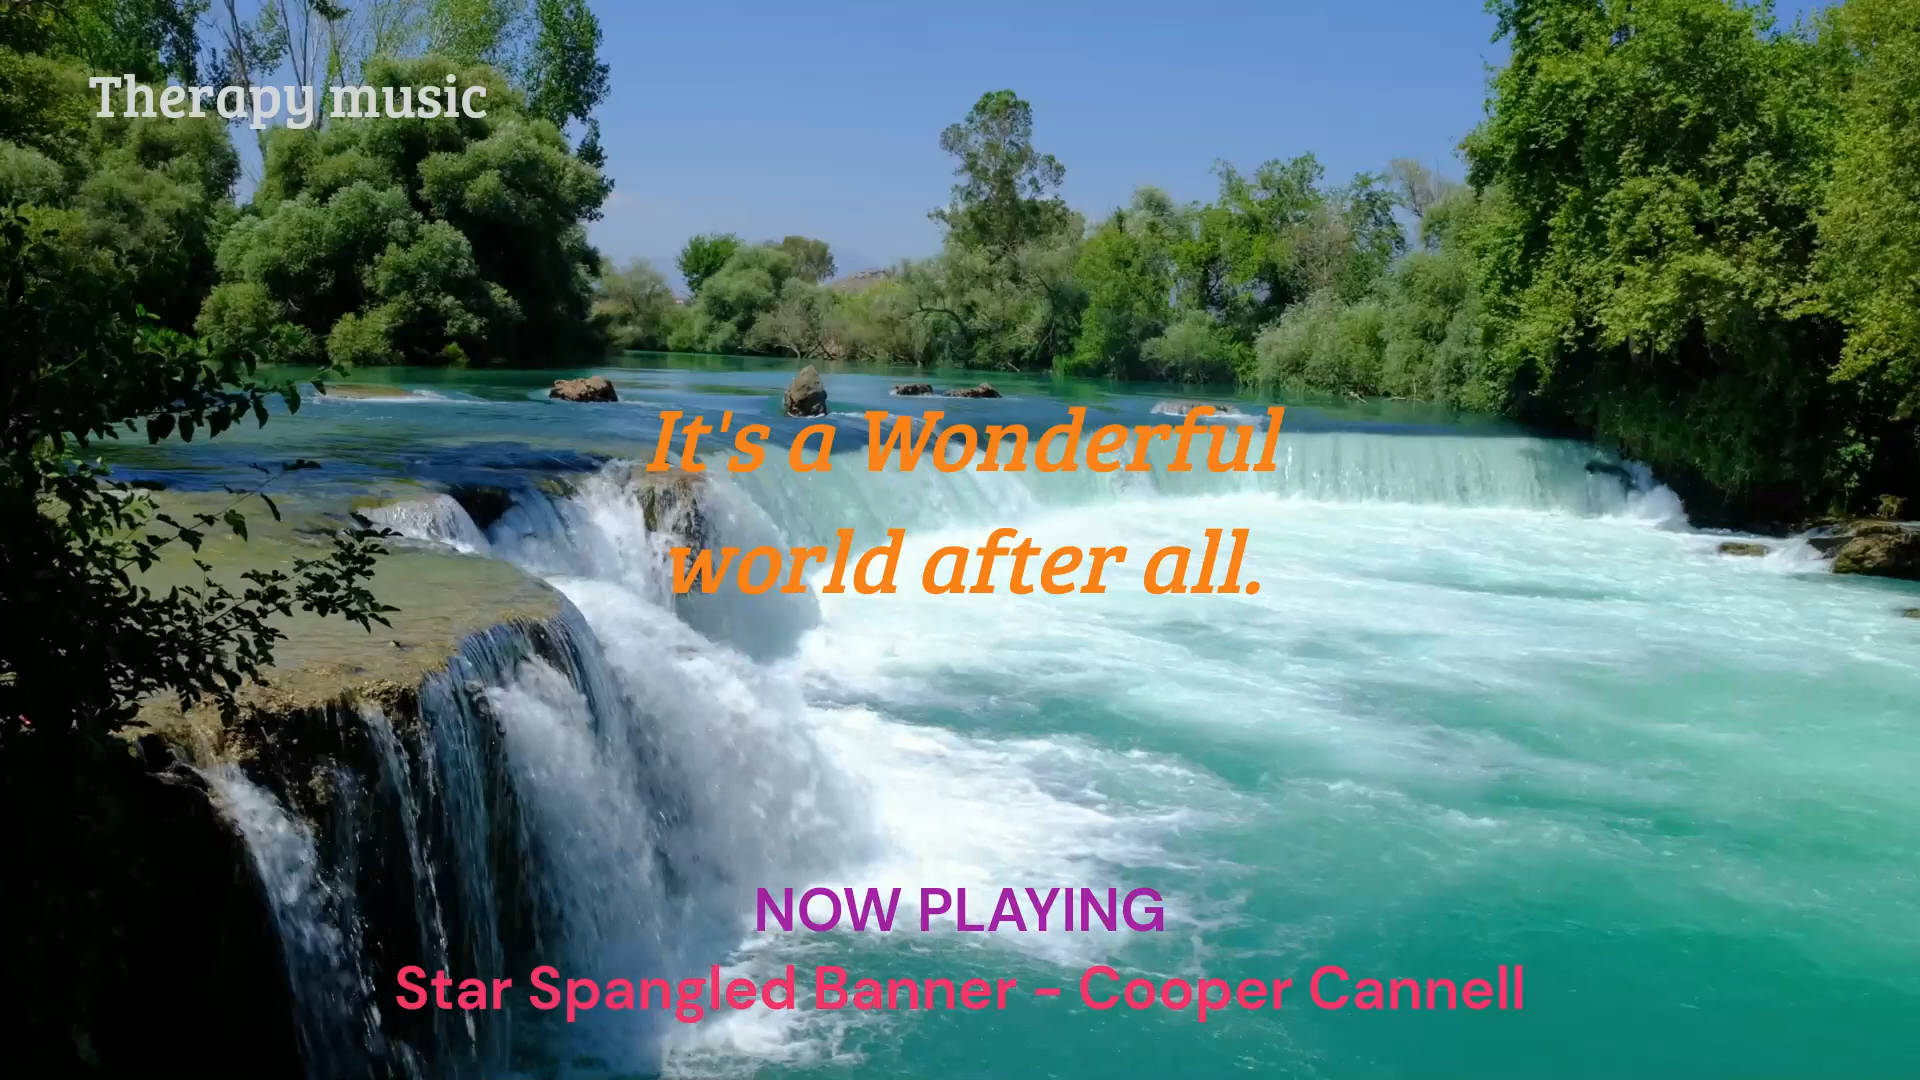 Therapy music
It's a Wonderful
world after all.
NOW PLAYING
Star Spangled Banner - Cooper Cannell